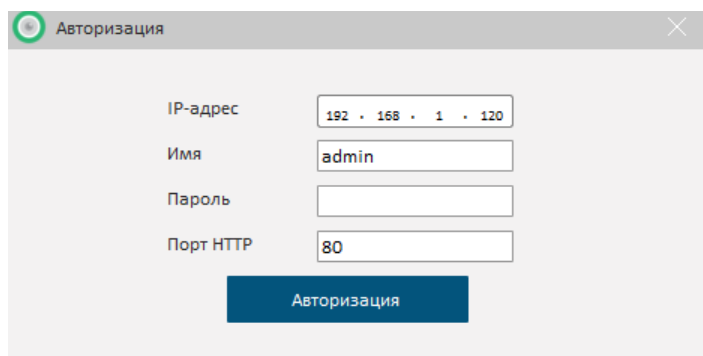 Авторизация
IP-адрес 192 . 168 . 1 . 120
Имя admin
Пароль
Порт HTTP 80
Авторизация